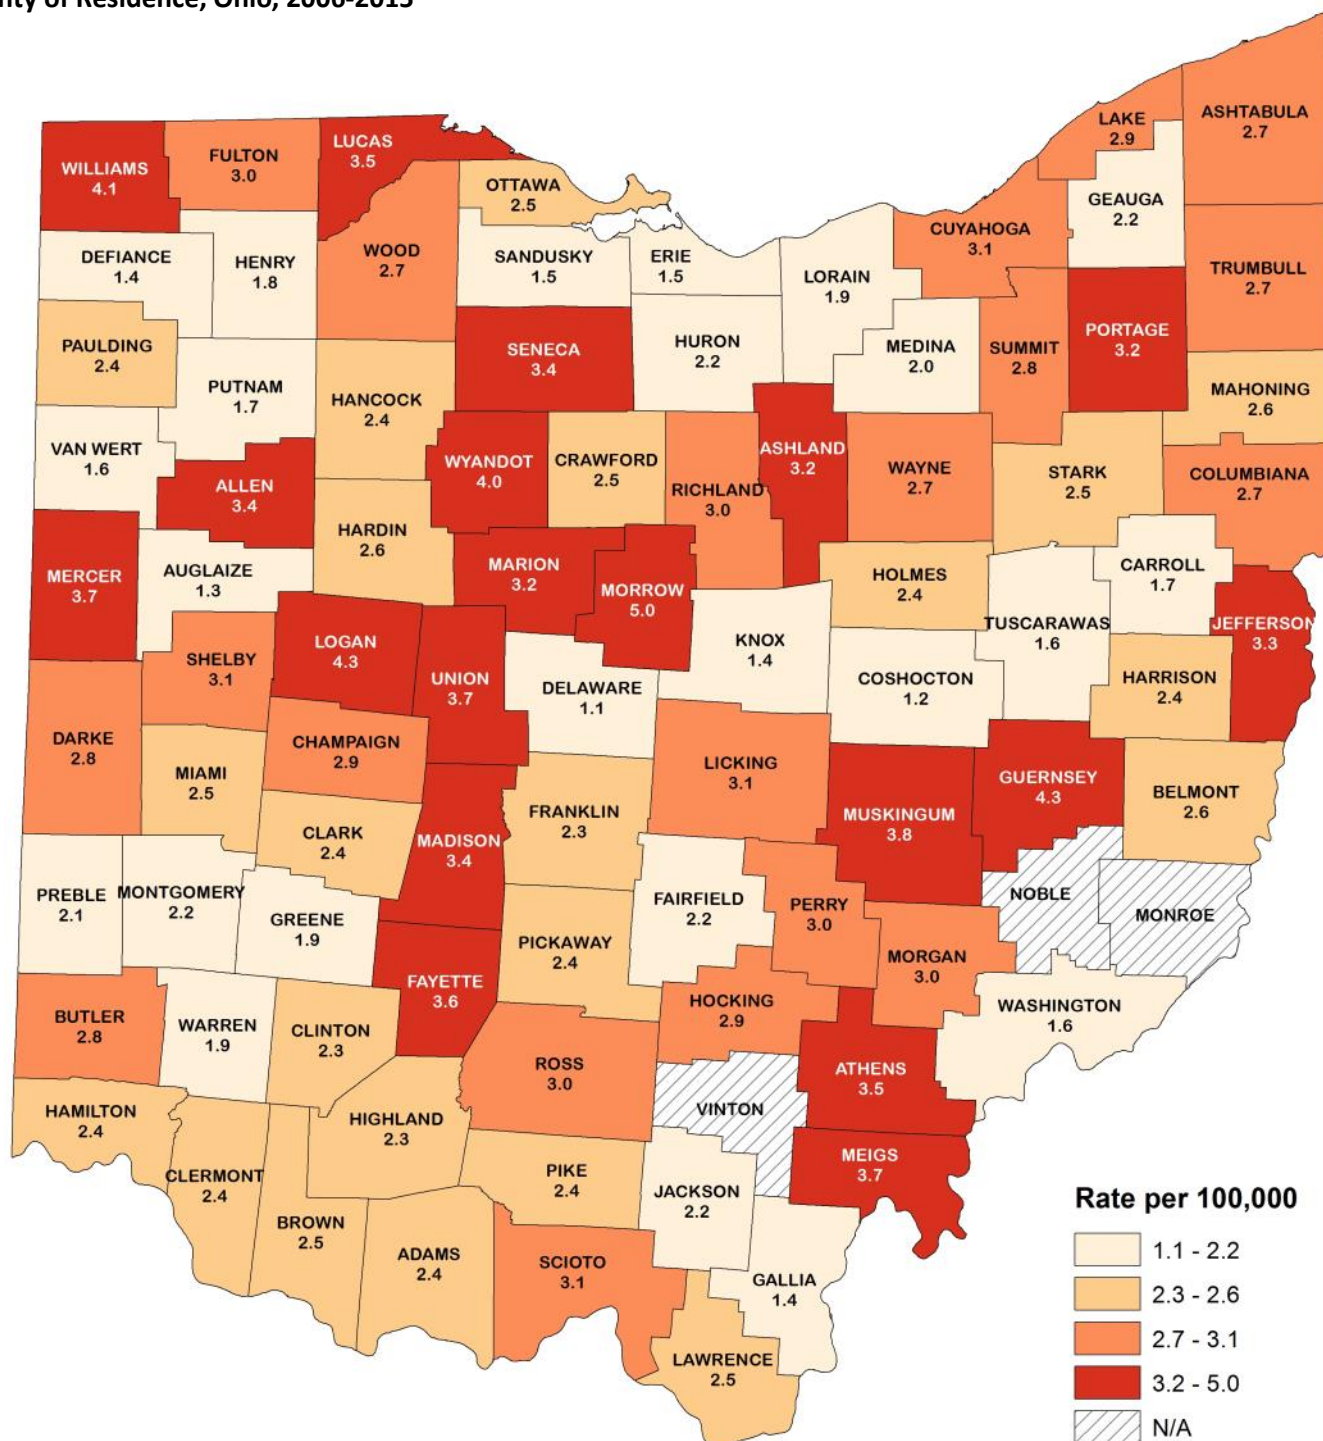 nty of Residence, Ohio, 2006-2015
LAKE
2.9
ASHTABULA
2.7
WILLIAMS
4.1
FULTON
3.0
LUCAS
3.5
OTTAWA
2.5
GEAUGA
2.2
CUYAHOGA
3.1
DEFIANCE
1.4
HENRY
1.8
WOOD
2.7
SANDUSKY
1.5
ERIE
1.5
LORAIN
1.9
TRUMBULL
2.7
PAULDING
2.4
PUTNAM
1.7
HANCOCK
2.4
SENECA
3.4
HURON
2.2
MEDINA
2.0
SUMMIT
2.8
PORTAGE
3.2
MAHONING
2.6
VAN WERT
1.6
ALLEN
3.4
WYANDOT
4.0
CRAWFORD
2.5
RICHLAND
3.0
ASHLAND
3.2
WAYNE
2.7
STARK
2.5
COLUMBIANA
2.7
HARDIN
2.6
MERCER
3.7
AUGLAIZE
1.3
MARION
3.2
MORROW
5.0
HOLMES
2.4
CARROLL
1.7
TUSCARAWAS
1.6
JEFFERSON
3.3
SHELBY
3.1
LOGAN
4.3
UNION
3.7
DELAWARE
1.1
KNOX
1.4
COSHOCTON
1.2
HARRISON
2.4
DARKE
2.8
MIAMI
2.5
CHAMPAIGN
2.9
LICKING
3.1
GUERNSEY
4.3
BELMONT
2.6
CLARK
2.4
MADISON
3.4
FRANKLIN
2.3
MUSKINGUM
3.8
PREBLE
2.1
MONTGOMERY
2.2
GREENE
1.9
FAIRFIELD
2.2
PERRY
3.0
NOBLE
MONROE
FAYETTE
3.6
PICKAWAY
2.4
MORGAN
3.0
HOCKING
2.9
WASHINGTON
1.6
BUTLER
2.8
WARREN
1.9
CLINTON
2.3
ROSS
3.0
ATHENS
3.5
HAMILTON
2.4
HIGHLAND
2.3
VINTON
MEIGS
3.7
CLERMONT
2.4
PIKE
2.4
JACKSON
2.2
BROWN
2.5
ADAMS
2.4
SCIOTO
3.1
GALLIA
1.4
LAWRENCE
2.5
Rate per 100,000
1.1 - 2.2
2.3 - 2.6
2.7 - 3.1
3.2 - 5.0
N/A